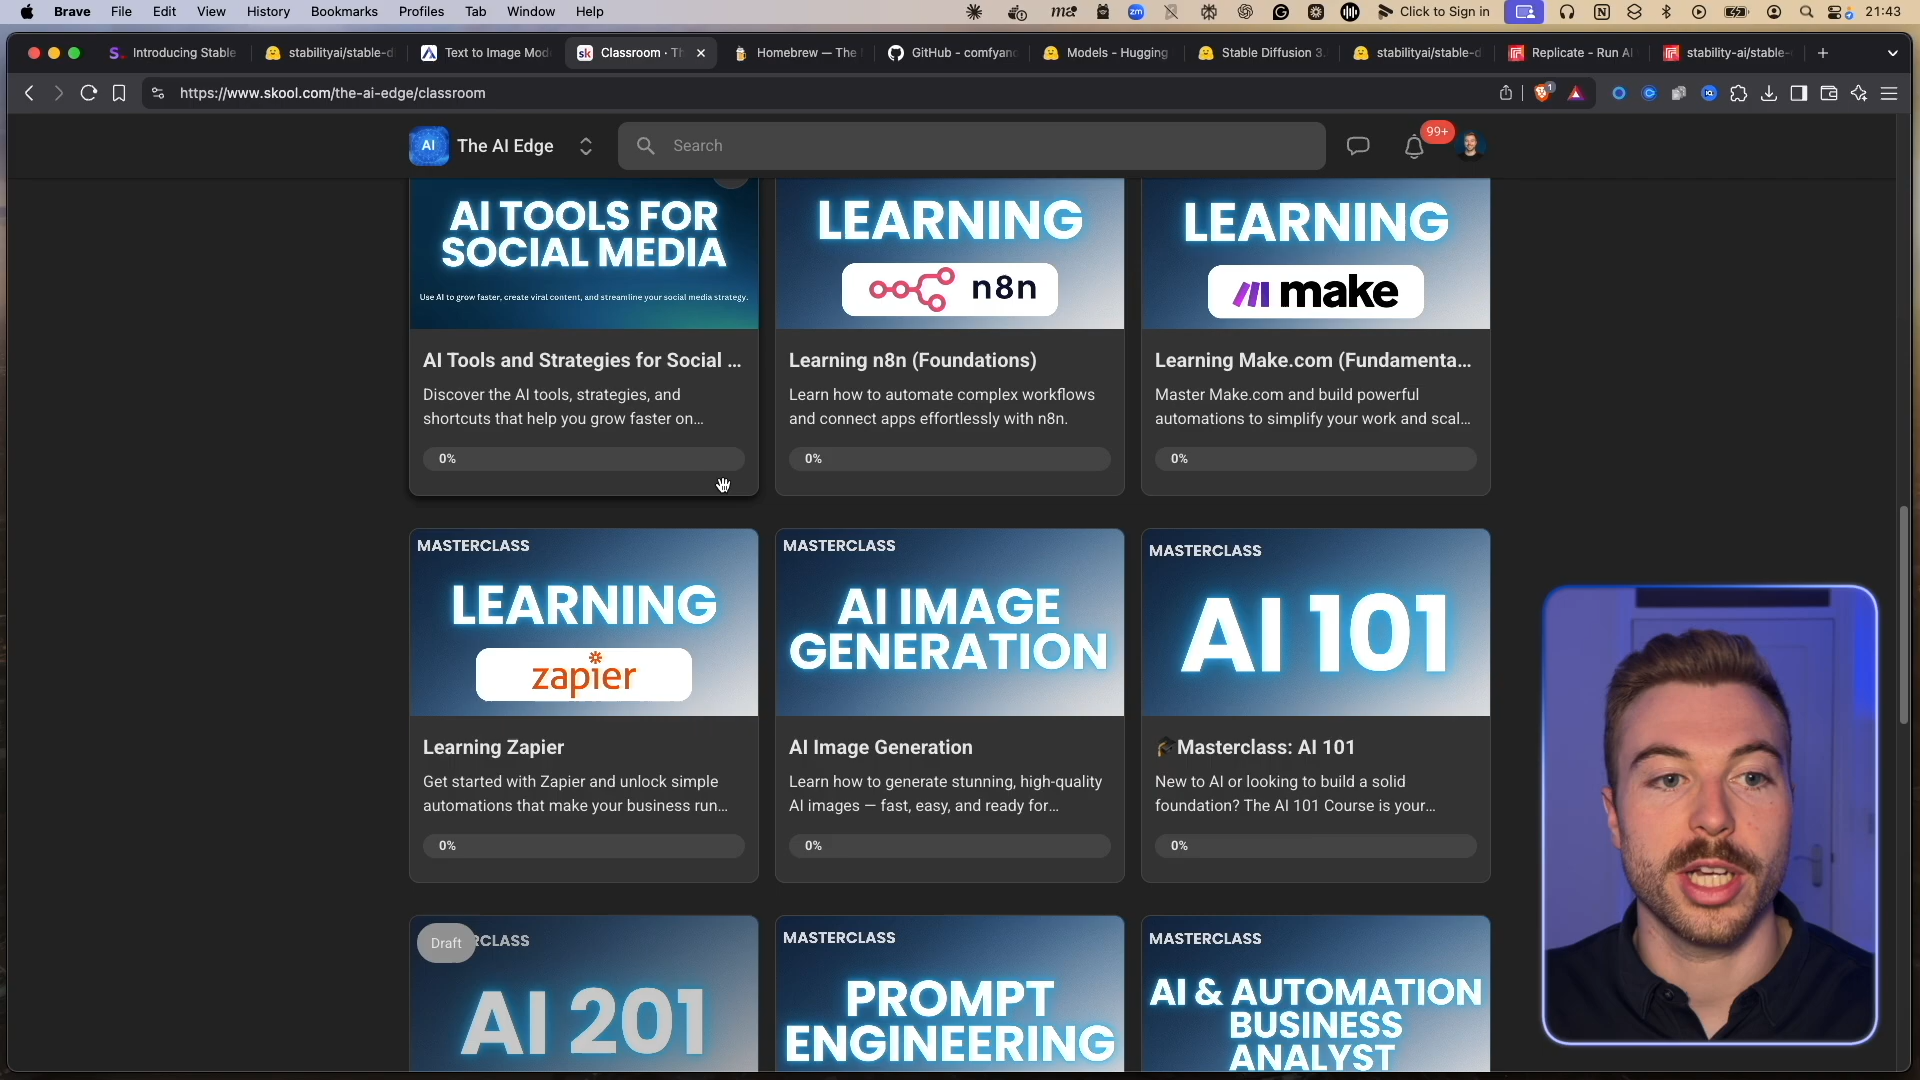 Brave File Edit View History Bookmarks Profiles Tab Window Help
Click to Sign in
21:43
Introducing Stable
stabilityai/stable-d
Text to Image Mod
Classroom · Th
Homebrew — The
GitHub - comfyan
Models - Hugging
Stable Diffusion 3.
stabilityai/stable-d
Replicate - Run AI
stability-ai/stable-
https://www.skool.com/the-ai-edge/classroom
AI
The AI Edge
Search
99+
AI TOOLS FOR
SOCIAL MEDIA
Use AI to grow faster, create viral content, and streamline your social media strategy.
AI Tools and Strategies for Social ...
Discover the AI tools, strategies, and
shortcuts that help you grow faster on...
0%
LEARNING
n8n
Learning n8n (Foundations)
Learn how to automate complex workflows
and connect apps effortlessly with n8n.
0%
LEARNING
make
Learning Make.com (Fundamenta...
Master Make.com and build powerful
automations to simplify your work and scal...
0%
MASTERCLASS
LEARNING
zapier
Learning Zapier
Get started with Zapier and unlock simple
automations that make your business run...
0%
MASTERCLASS
AI IMAGE
GENERATION
AI Image Generation
Learn how to generate stunning, high-quality
AI images — fast, easy, and ready for...
0%
MASTERCLASS
AI 101
🎓Masterclass: AI 101
New to AI or looking to build a solid
foundation? The AI 101 Course is your...
0%
Draft
RCLASS
AI 201
MASTERCLASS
PROMPT
ENGINEERING
MASTERCLASS
AI & AUTOMATION
BUSINESS
ANALYST